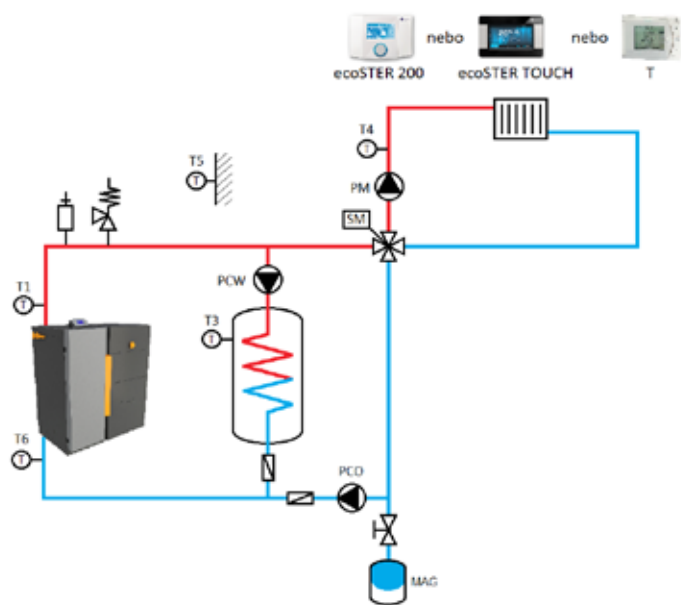 nebo nebo
ecoSTER 200 ecoSTER TOUCH T
T4
T
T5
T
PM
SM
PCW
T1
T
T3
T
T6
T
PCO
MAG